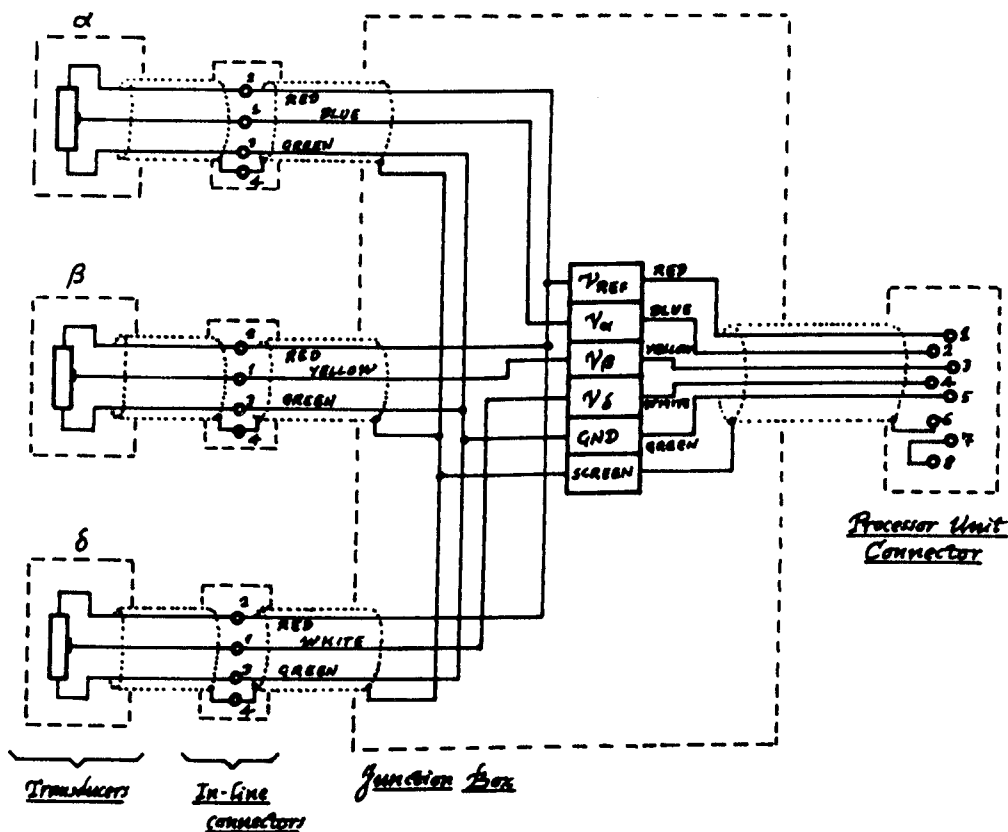 α
2
RED
1
BLUE
3
GREEN
4
β
2
RED
1
YELLOW
3
GREEN
4
δ
2
RED
1
WHITE
3
GREEN
4
V REF
Vα
Vβ
Vδ
GND
SCREEN
RED
BLUE
YELLOW
WHITE
GREEN
1
2
3
4
5
6
7
8
Processor Unit
Connector
Transducers
In-line
connectors
Junction Box